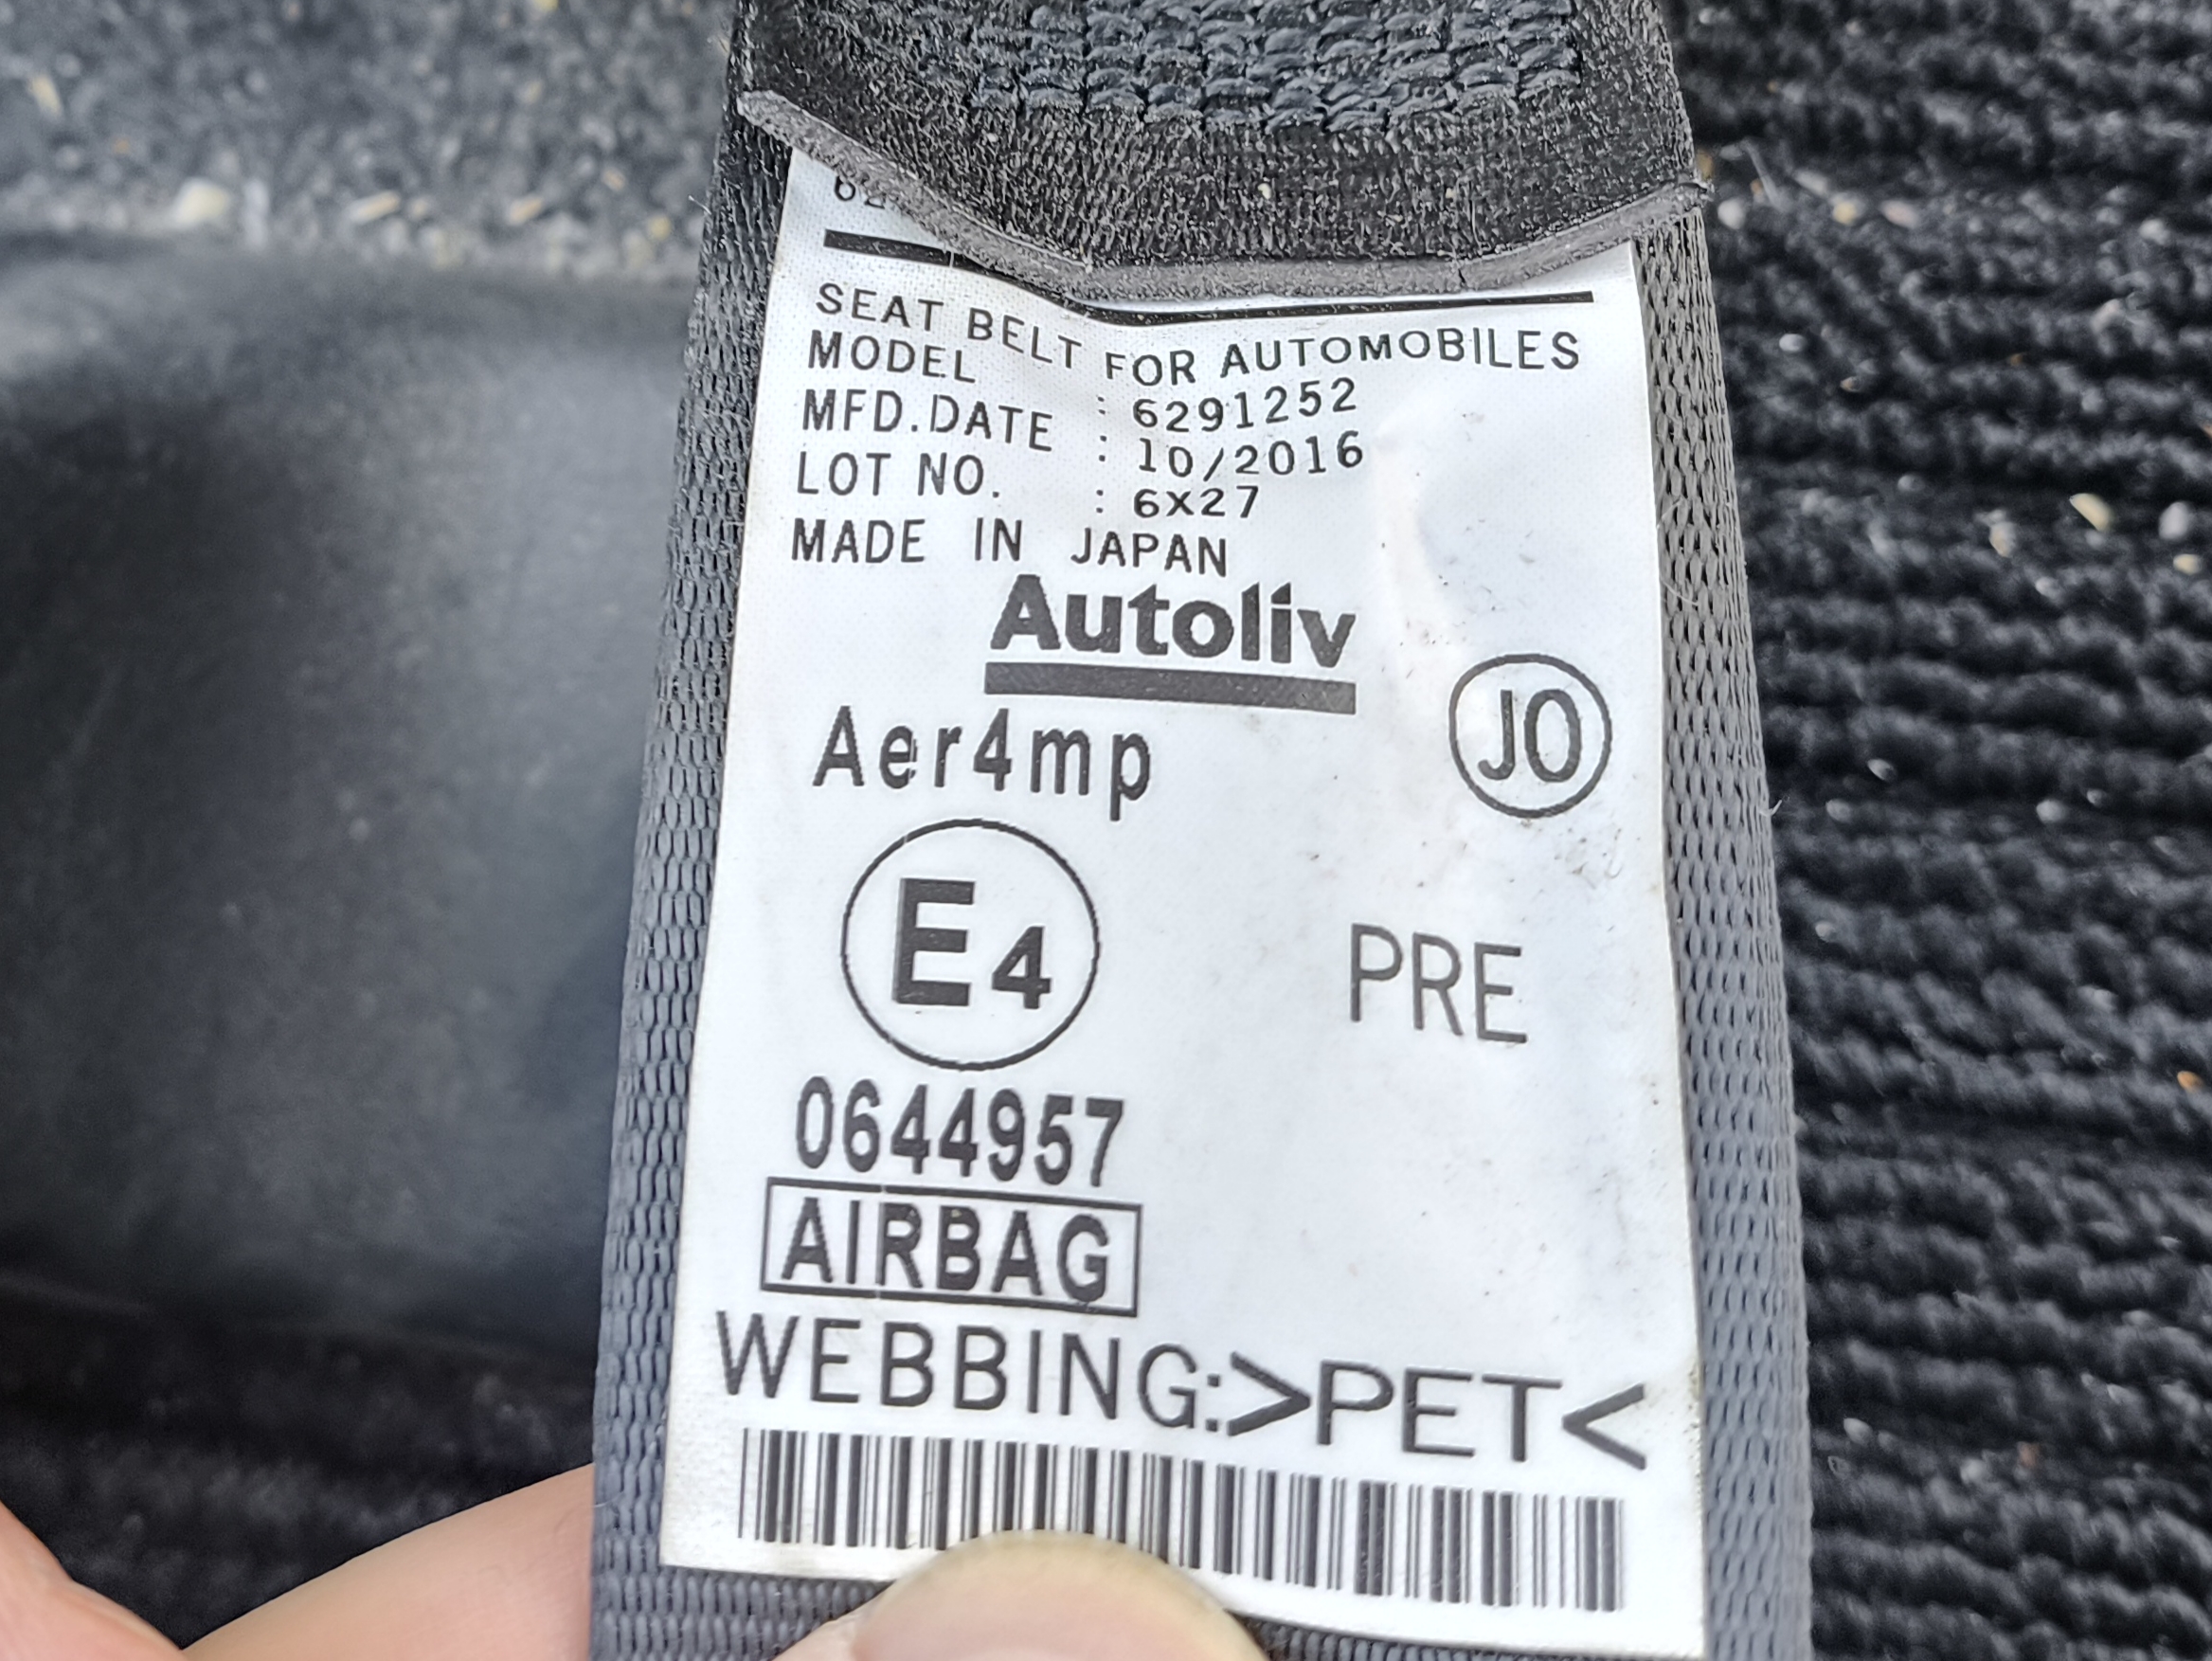 SEAT BELT FOR AUTOMOBILES
MODEL : 6291252
MFD.DATE : 10/2016
LOT NO. : 6X27
MADE IN JAPAN
Autoliv
Aer4mp
JO
E4
PRE
0644957
AIRBAG
WEBBING:>PET<